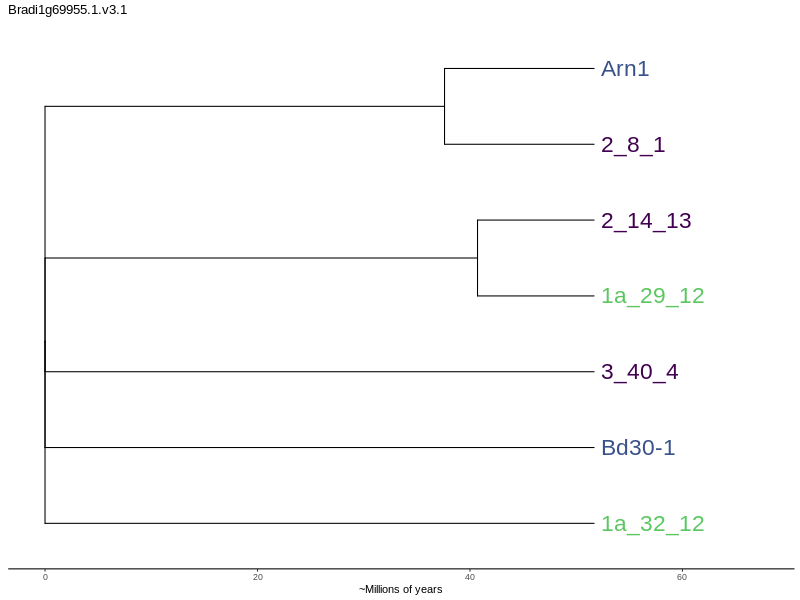 Bradi1g69955.1.v3.1
Arn1
2_8_1
2_14_13
1a_29_12
3_40_4
Bd30-1
1a_32_12
0 20 40 60
~Millions of years